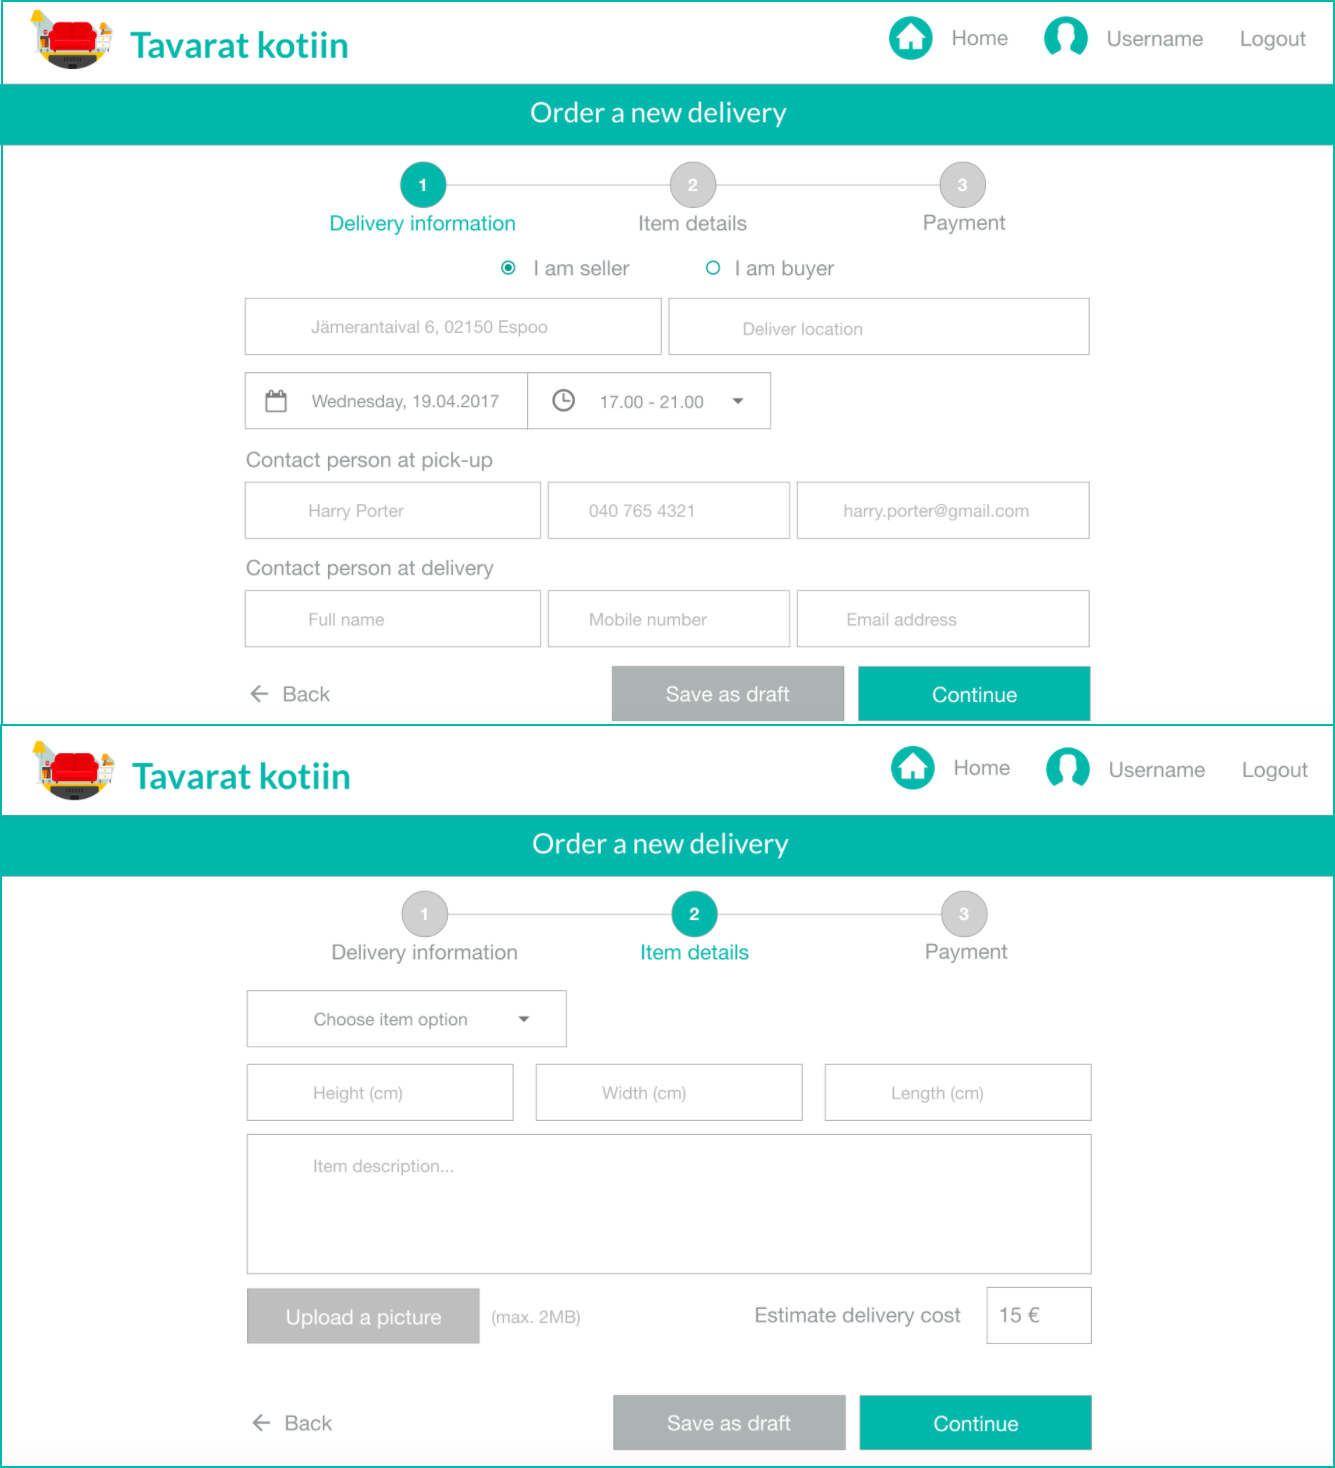 Tavarat kotiin
Home Username Logout
Order a new delivery
1 2 3
Delivery information Item details Payment
I am seller I am buyer
Jämerantaival 6, 02150 Espoo Deliver location
Wednesday, 19.04.2017 17.00 - 21.00
Contact person at pick-up
Harry Porter 040 765 4321 harry.porter@gmail.com
Contact person at delivery
Full name Mobile number Email address
Back Save as draft Continue
Tavarat kotiin
Home Username Logout
Order a new delivery
1 2 3
Delivery information Item details Payment
Choose item option
Height (cm) Width (cm) Length (cm)
Item description...
Upload a picture (max. 2MB) Estimate delivery cost 15 €
Back Save as draft Continue